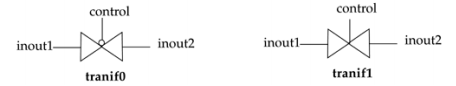 control
inout1
inout2
tranif0
control
inout1
inout2
tranif1